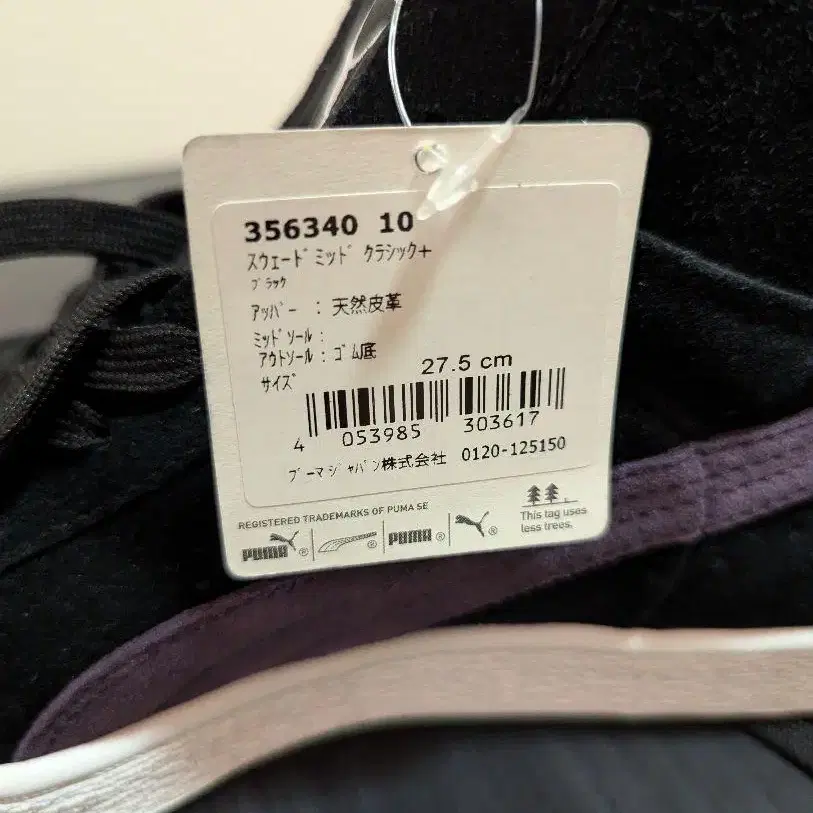 356340 10
スウェード ミッド クラシック+
ブラック
アッパー : 天然皮革
ミッドソール :
アウトソール : ゴム底
サイズ 27.5 cm
4 053985 303617
プーマ ジャパン株式会社 0120-125150
REGISTERED TRADEMARKS OF PUMA SE
PUMA ® ® PUMA ® ®
This tag uses
less trees.